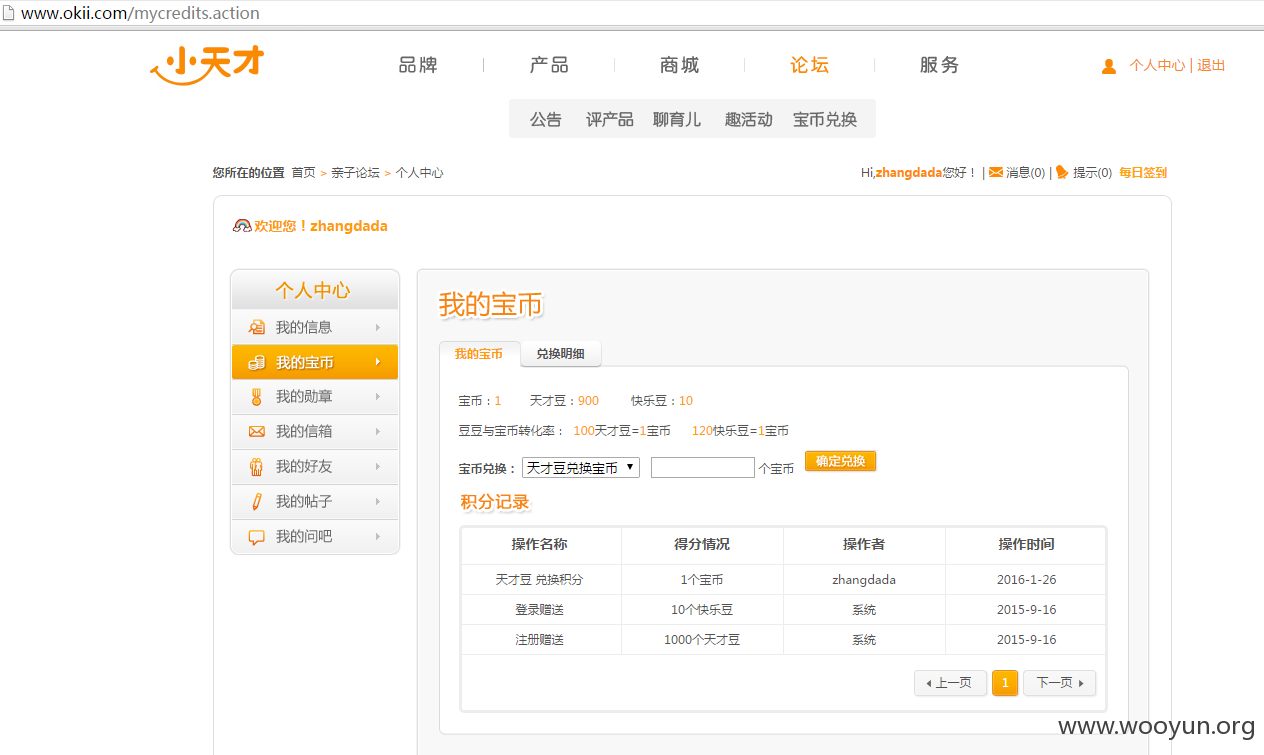 www.okii.com/mycredits.action
小天才 品牌 产品 商城 论坛 服务 个人中心 | 退出
公告 评产品 聊育儿 趣活动 宝币兑换
您所在的位置 首页 > 亲子论坛 > 个人中心 Hi,zhangdada您好！ | 消息(0) | 提示(0) 每日签到
欢迎您！zhangdada
个人中心
我的信息
我的宝币
我的勋章
我的信箱
我的好友
我的帖子
我的问吧
我的宝币
我的宝币 兑换明细
宝币：1 天才豆：900 快乐豆：10
豆豆与宝币转化率： 100天才豆=1宝币 120快乐豆=1宝币
宝币兑换： 天才豆兑换宝币 个宝币 确定兑换
积分记录
操作名称 得分情况 操作者 操作时间
天才豆 兑换积分 1个宝币 zhangdada 2016-1-26
登录赠送 10个快乐豆 系统 2015-9-16
注册赠送 1000个天才豆 系统 2015-9-16
上一页 1 下一页
www.wooyun.org